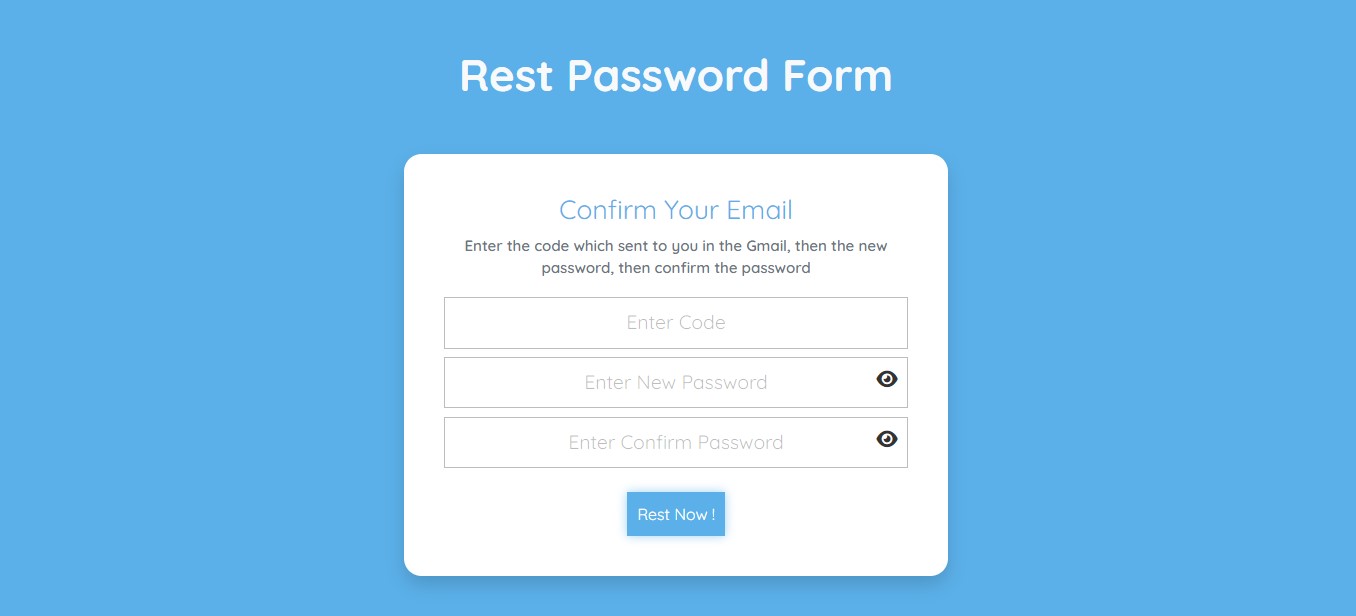 Rest Password Form
Confirm Your Email
Enter the code which sent to you in the Gmail, then the new
password, then confirm the password
Enter Code
Enter New Password
Enter Confirm Password
Rest Now !